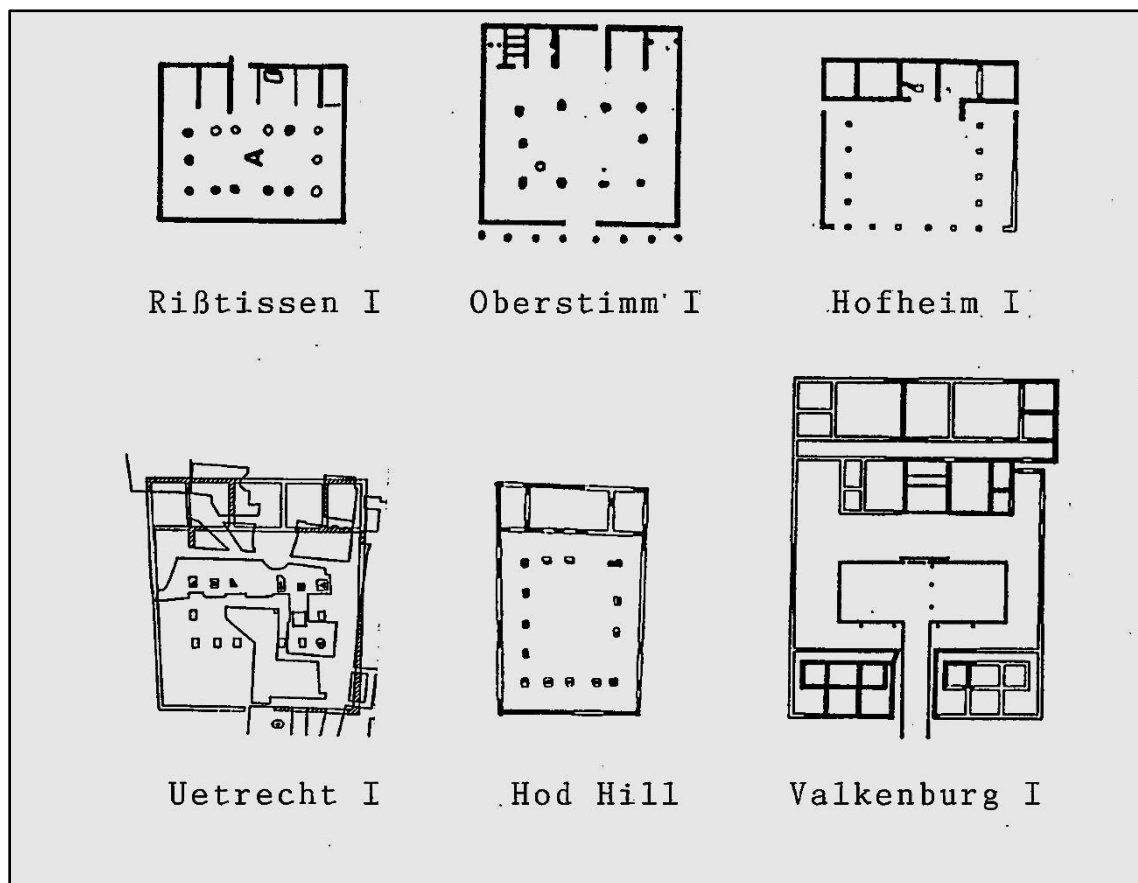 A
Rißtissen I
Oberstimm I
Hofheim I
Uetrecht I
Hod Hill
Valkenburg I